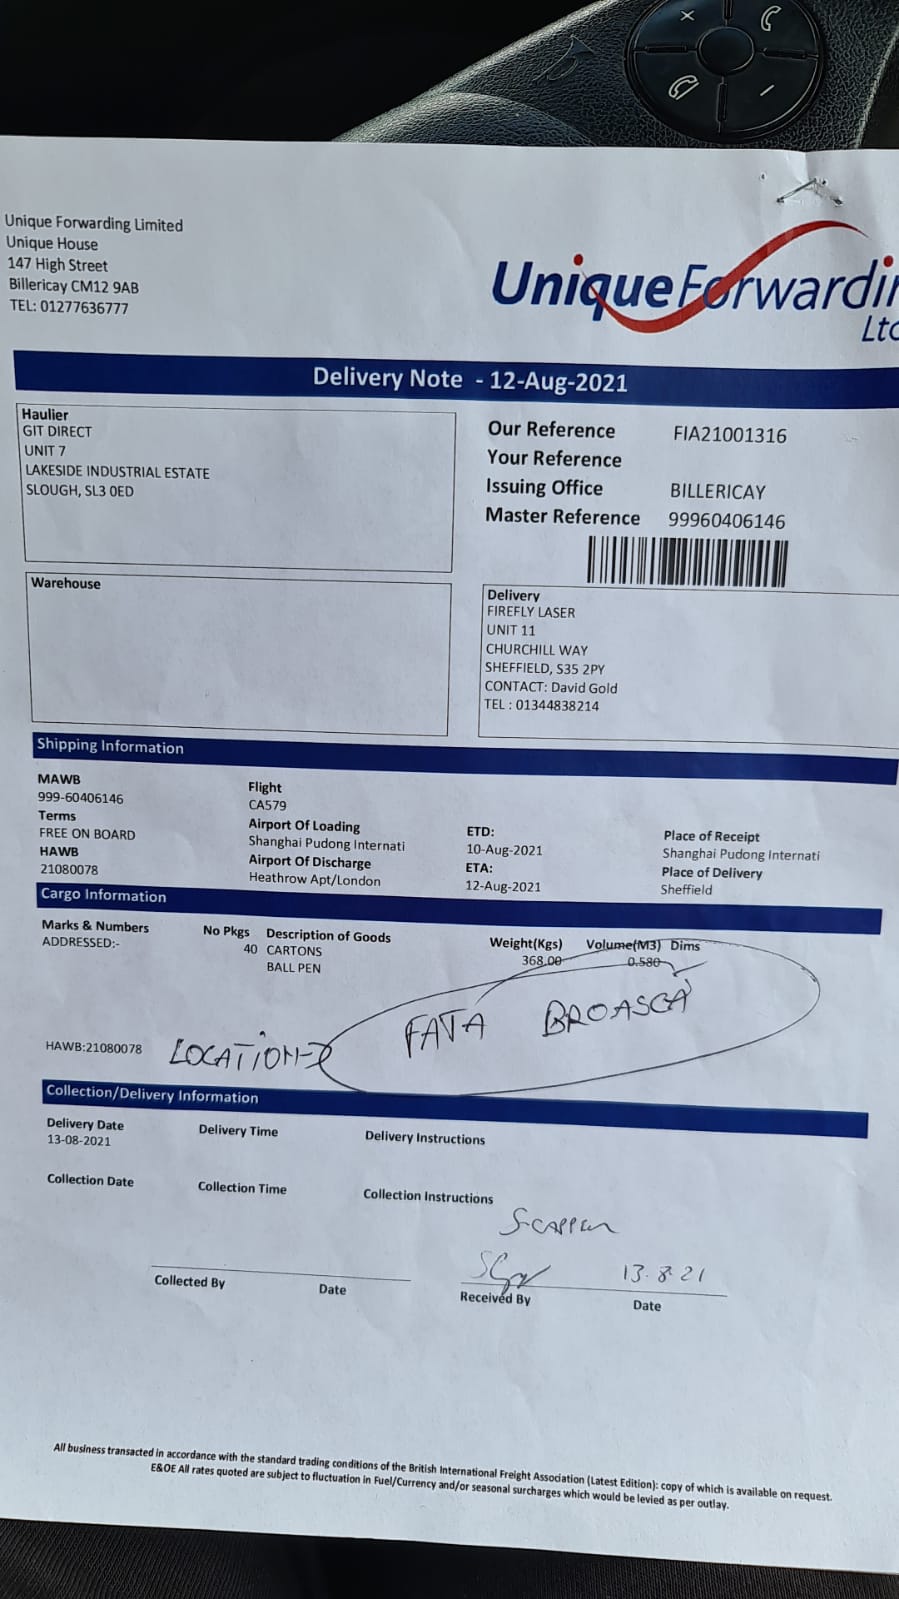 Unique Forwarding Limited
Unique House
147 High Street
Billericay CM12 9AB
TEL: 01277636777
UniqueForwardin
Ltd
Delivery Note - 12-Aug-2021
Haulier
GIT DIRECT
UNIT 7
LAKESIDE INDUSTRIAL ESTATE
SLOUGH, SL3 0ED
Our Reference FIA21001316
Your Reference
Issuing Office BILLERICAY
Master Reference 99960406146
Warehouse
Delivery
FIREFLY LASER
UNIT 11
CHURCHILL WAY
SHEFFIELD, S35 2PY
CONTACT: David Gold
TEL : 01344838214
Shipping Information
MAWB
999-60406146
Terms
FREE ON BOARD
HAWB
21080078
Flight
CA579
Airport Of Loading
Shanghai Pudong Internati
Airport Of Discharge
Heathrow Apt/London
ETD:
10-Aug-2021
ETA:
12-Aug-2021
Place of Receipt
Shanghai Pudong Internati
Place of Delivery
Sheffield
Cargo Information
Marks & Numbers No Pkgs Description of Goods Weight(Kgs) Volume(M3) Dims
ADDRESSED:- 40 CARTONS 368.00 0.580
BALL PEN
FATA BROASCĂ
HAWB:21080078 LOCATION
Collection/Delivery Information
Delivery Date Delivery Time Delivery Instructions
13-08-2021
Collection Date Collection Time Collection Instructions
13.8.21
Collected By Date Received By Date
All business transacted in accordance with the standard trading conditions of the British International Freight Association (Latest Edition): copy of which is available on request.
E&OE All rates quoted are subject to fluctuation in Fuel/Currency and/or seasonal surcharges which would be levied as per outlay.